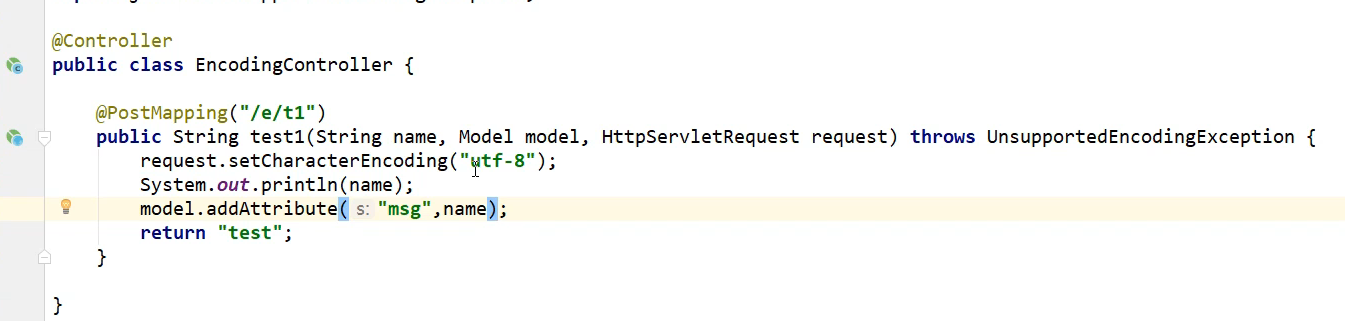 @Controller
public class EncodingController {
@PostMapping("/e/t1")
public String test1(String name, Model model, HttpServletRequest request) throws UnsupportedEncodingException {
request.setCharacterEncoding("utf-8");
System.out.println(name);
model.addAttribute( s: "msg",name);
return "test";
}
}